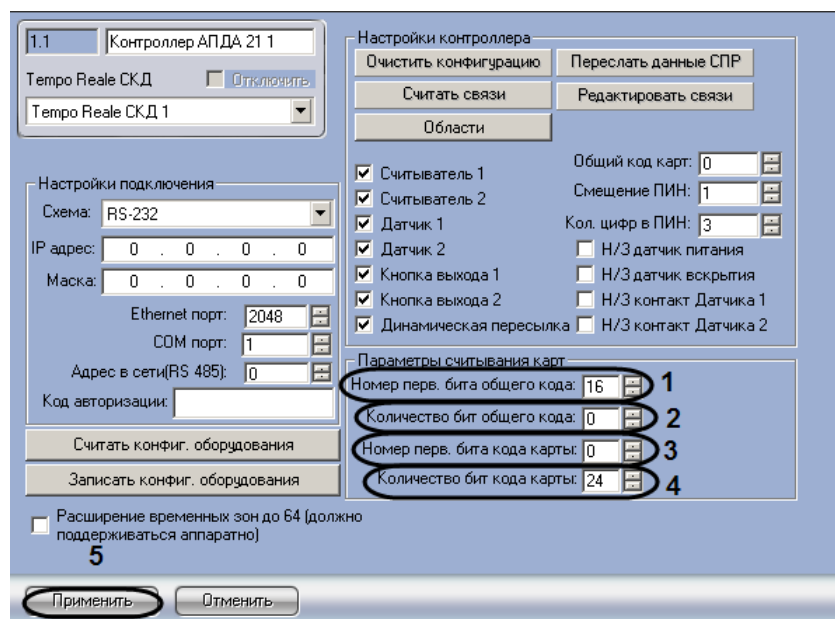 1.1 Контроллер АПДА 21 1
Tempo Reale СКД Отключить
Tempo Reale СКД 1
Настройки подключения
Схема: RS-232
IP адрес: 0 . 0 . 0 . 0
Маска: 0 . 0 . 0 . 0
Ethernet порт: 2048
COM порт: 1
Адрес в сети(RS 485): 0
Код авторизации:
Считать конфиг. оборудования
Записать конфиг. оборудования
Расширение временных зон до 64 (должно
поддерживаться аппаратно)
Настройки контроллера
Очистить конфигурацию Переслать данные СПР
Считать связи Редактировать связи
Области
Считыватель 1
Считыватель 2
Датчик 1
Датчик 2
Кнопка выхода 1
Кнопка выхода 2
Динамическая пересылка
Общий код карт: 0
Смещение ПИН: 1
Кол. цифр в ПИН: 3
Н/З датчик питания
Н/З датчик вскрытия
Н/З контакт Датчика 1
Н/З контакт Датчика 2
Параметры считывания карт
Номер перв. бита общего кода: 16 1
Количество бит общего кода: 0 2
Номер перв. бита кода карты: 0 3
Количество бит кода карты: 24 4
5
Применить Отменить